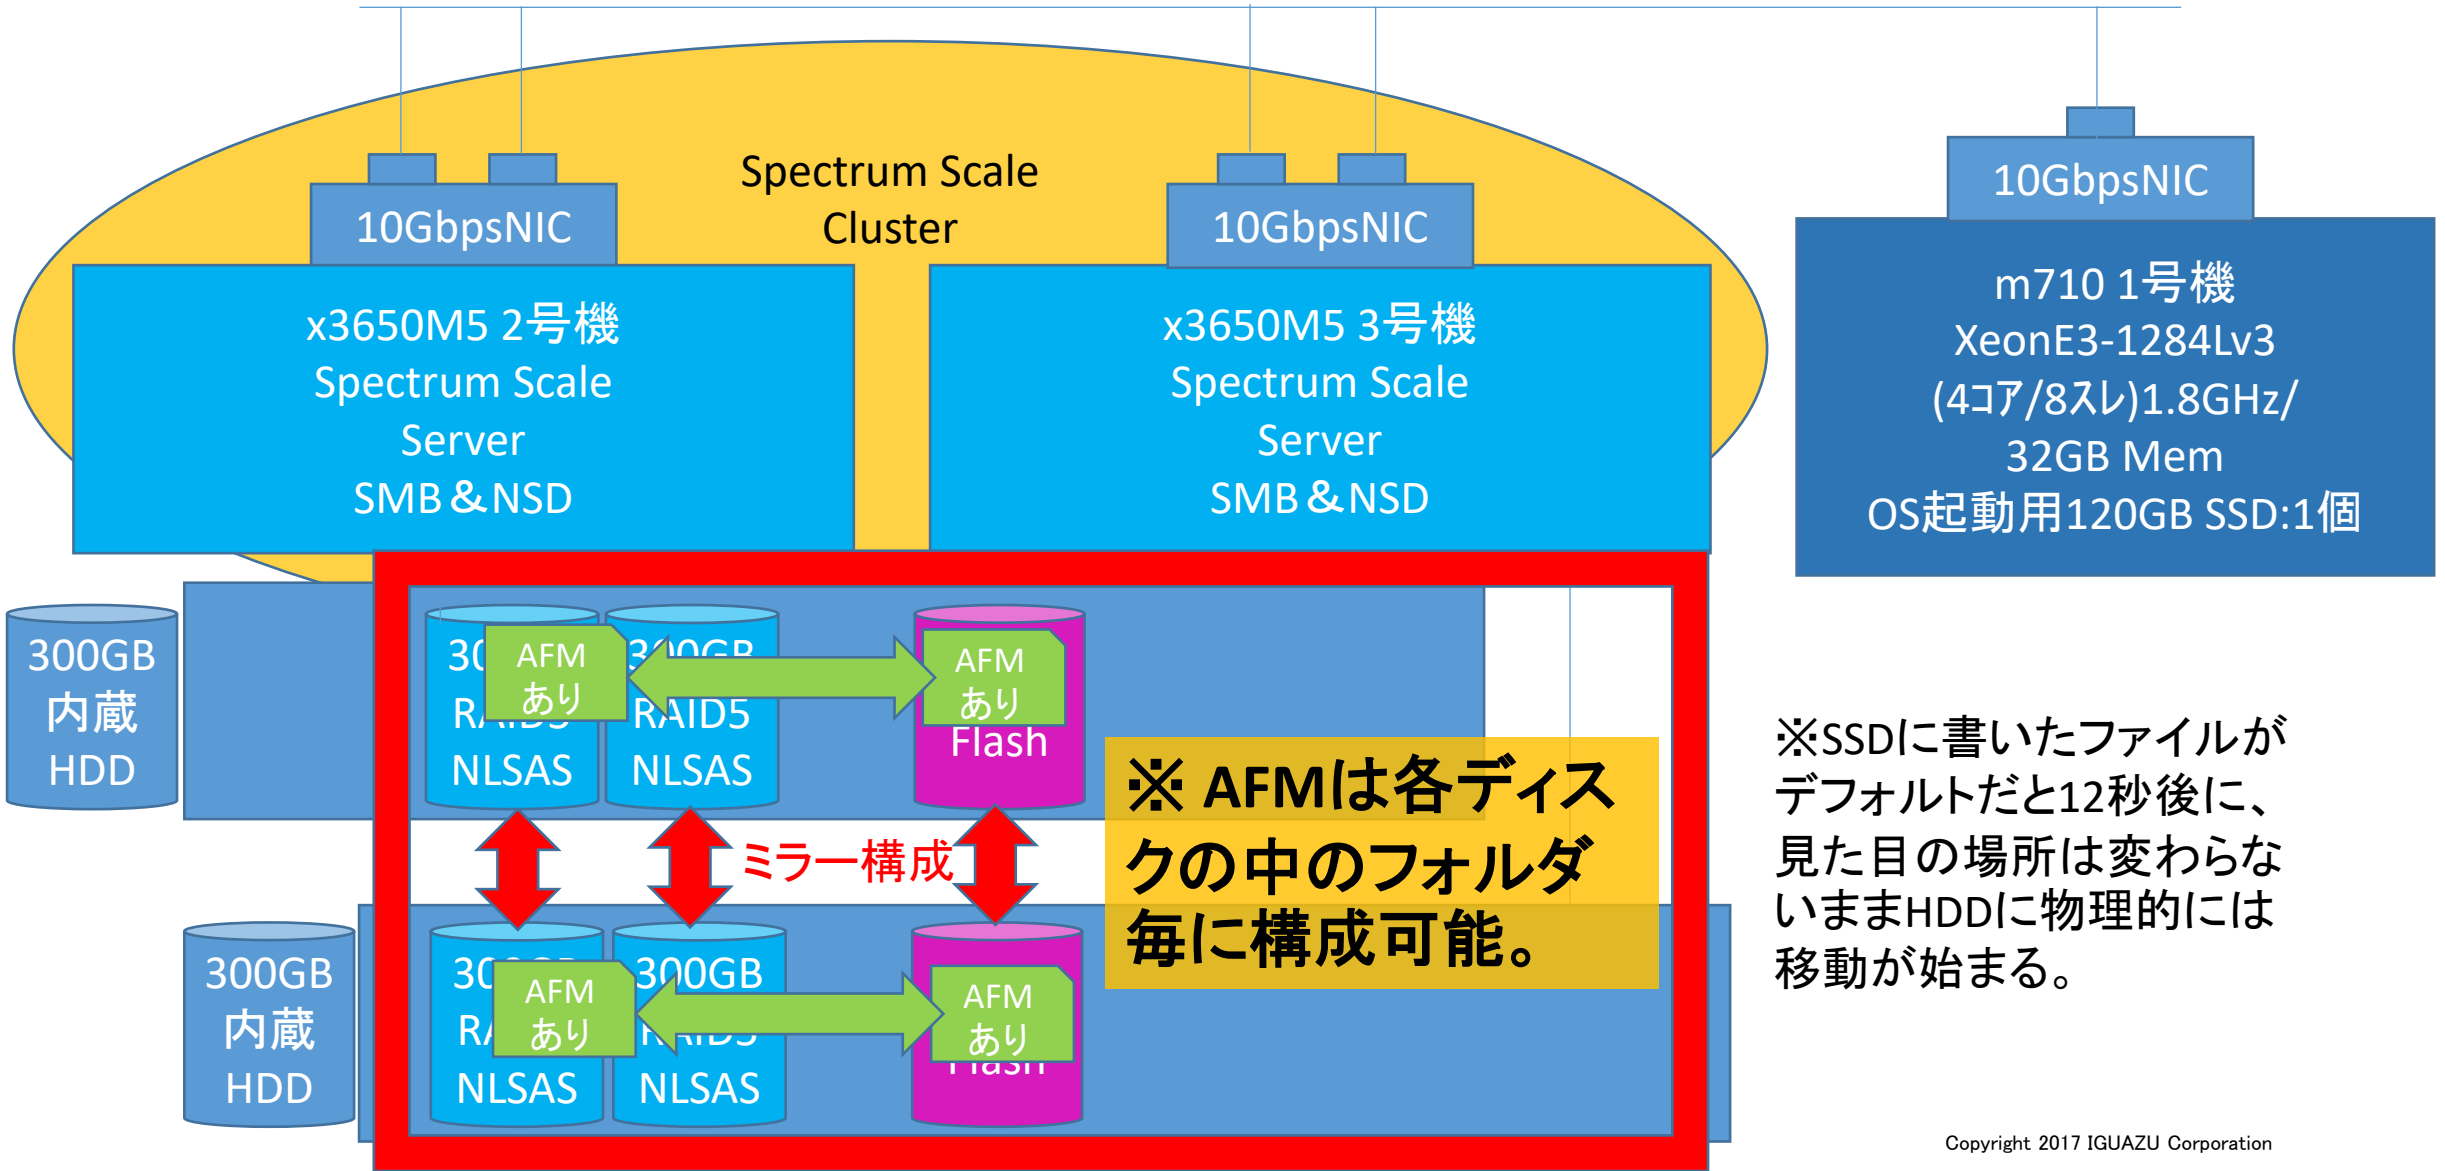 Spectrum Scale
Cluster
10GbpsNIC
10GbpsNIC
10GbpsNIC
x3650M5 2号機
Spectrum Scale
Server
SMB＆NSD
x3650M5 3号機
Spectrum Scale
Server
SMB＆NSD
m710 1号機
XeonE3-1284Lv3
(4コア/8スレ)1.8GHz/
32GB Mem
OS起動用120GB SSD:1個
300GB
内蔵
HDD
NLSAS
RAID5
NLSAS
AFM
あり
AFM
あり
Flash
ミラー構成
※ AFMは各ディス
クの中のフォルダ
毎に構成可能。
※SSDに書いたファイルが
デフォルトだと12秒後に、
見た目の場所は変わらな
いままHDDに物理的には
移動が始まる。
300GB
内蔵
HDD
NLSAS
300GB
NLSAS
AFM
あり
AFM
あり
Copyright 2017 IGUAZU Corporation